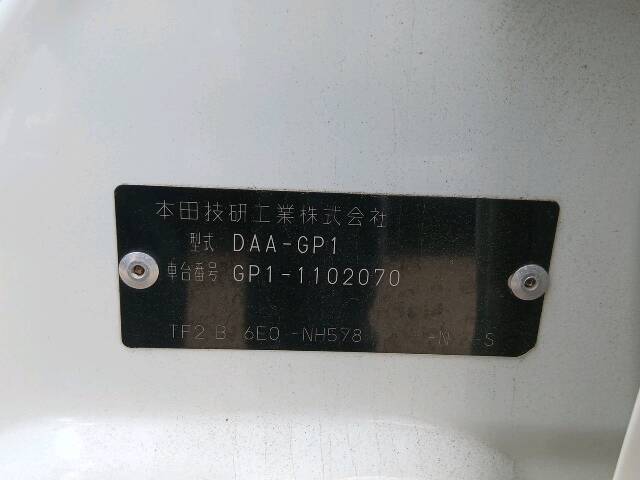 本田技研工業株式会社
型式 DAA-GP1
車台番号 GP1-1102070
TF2 B 6E0 -NH578 -N -S